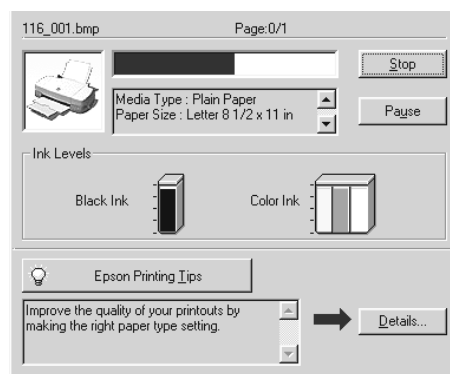 116_001.bmp Page:0/1
Stop
Media Type : Plain Paper
Paper Size : Letter 8 1/2 x 11 in
Pause
Ink Levels
Black Ink Color Ink
Epson Printing Tips
Improve the quality of your printouts by
making the right paper type setting.
Details...